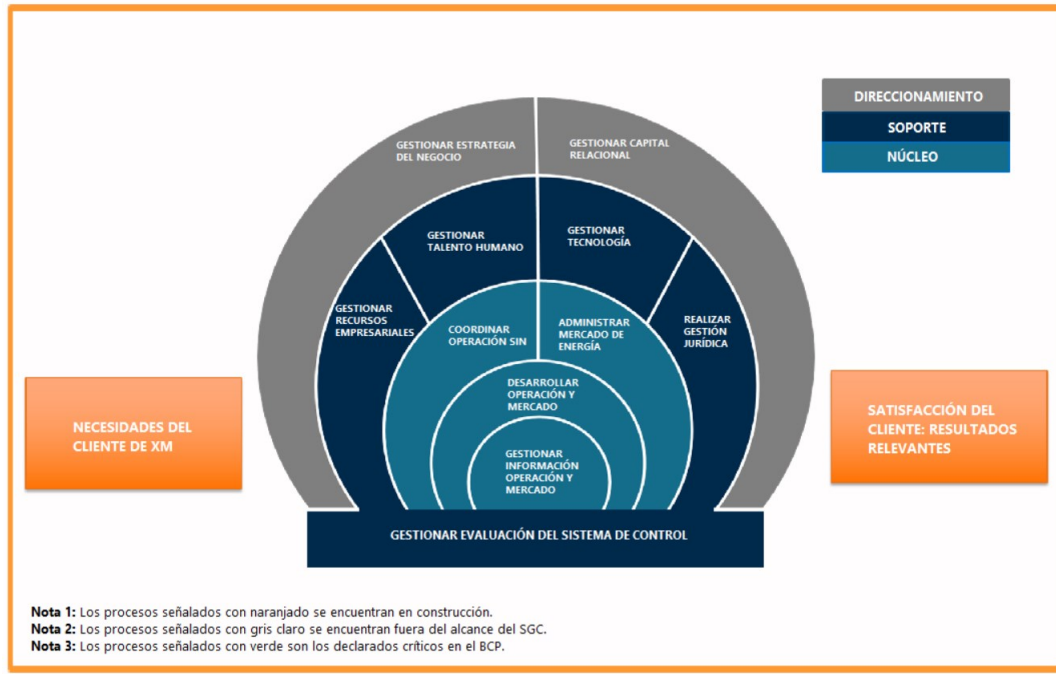 DIRECCIONAMIENTO
SOPORTE
NÚCLEO
GESTIONAR ESTRATEGIA
DEL NEGOCIO
GESTIONAR CAPITAL
RELACIONAL
GESTIONAR
TALENTO HUMANO
GESTIONAR
TECNOLOGÍA
GESTIONAR
RECURSOS
EMPRESARIALES
COORDINAR
OPERACIÓN SIN
ADMINISTRAR
MERCADO DE
ENERGÍA
REALIZAR
GESTIÓN
JURÍDICA
DESARROLLAR
OPERACIÓN Y
MERCADO
NECESIDADES DEL
CLIENTE DE XM
SATISFACCIÓN DEL
CLIENTE: RESULTADOS
RELEVANTES
GESTIONAR
INFORMACIÓN
OPERACIÓN Y
MERCADO
GESTIONAR EVALUACIÓN DEL SISTEMA DE CONTROL
Nota 1: Los procesos señalados con naranjado se encuentran en construcción.
Nota 2: Los procesos señalados con gris claro se encuentran fuera del alcance del SGC.
Nota 3: Los procesos señalados con verde son los declarados críticos en el BCP.